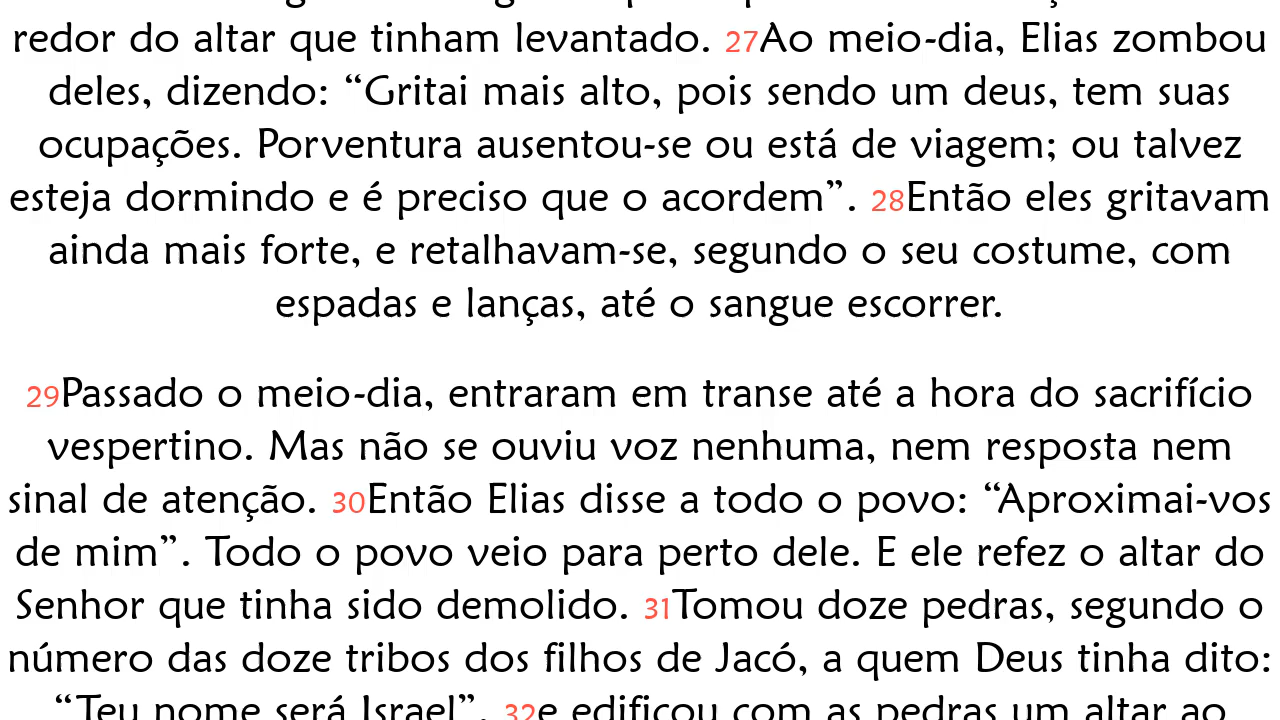 redor do altar que tinham levantado. 27Ao meio-dia, Elias zombou
deles, dizendo: “Gritai mais alto, pois sendo um deus, tem suas
ocupações. Porventura ausentou-se ou está de viagem; ou talvez
esteja dormindo e é preciso que o acordem”. 28Então eles gritavam
ainda mais forte, e retalhavam-se, segundo o seu costume, com
espadas e lanças, até o sangue escorrer.
29Passado o meio-dia, entraram em transe até a hora do sacrifício
vespertino. Mas não se ouviu voz nenhuma, nem resposta nem
sinal de atenção. 30Então Elias disse a todo o povo: “Aproximai-vos
de mim”. Todo o povo veio para perto dele. E ele refez o altar do
Senhor que tinha sido demolido. 31Tomou doze pedras, segundo o
número das doze tribos dos filhos de Jacó, a quem Deus tinha dito:
“Teu nome será Israel”. 32e edificou com as pedras um altar ao